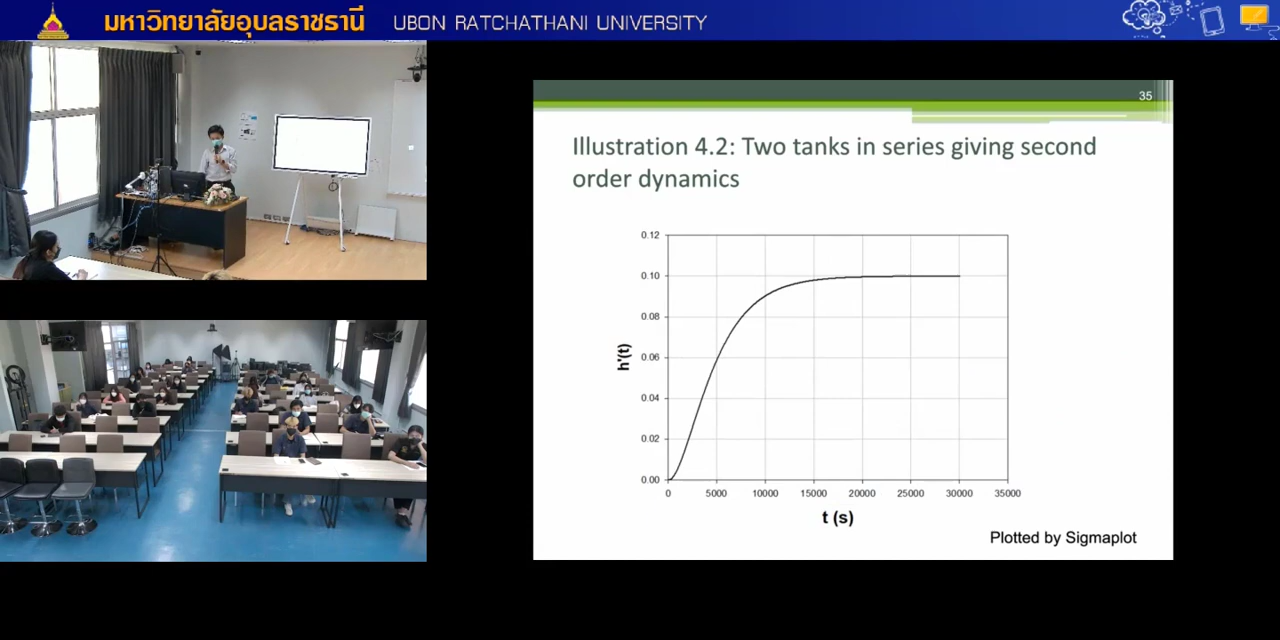 มหาวิทยาลัยอุบลราชธานี UBON RATCHATHANI UNIVERSITY
35
Illustration 4.2: Two tanks in series giving second
order dynamics
0.12
0.10
0.08
0.06
0.04
0.02
0.00
h'(t)
0 5000 10000 15000 20000 25000 30000 35000
t (s)
Plotted by Sigmaplot